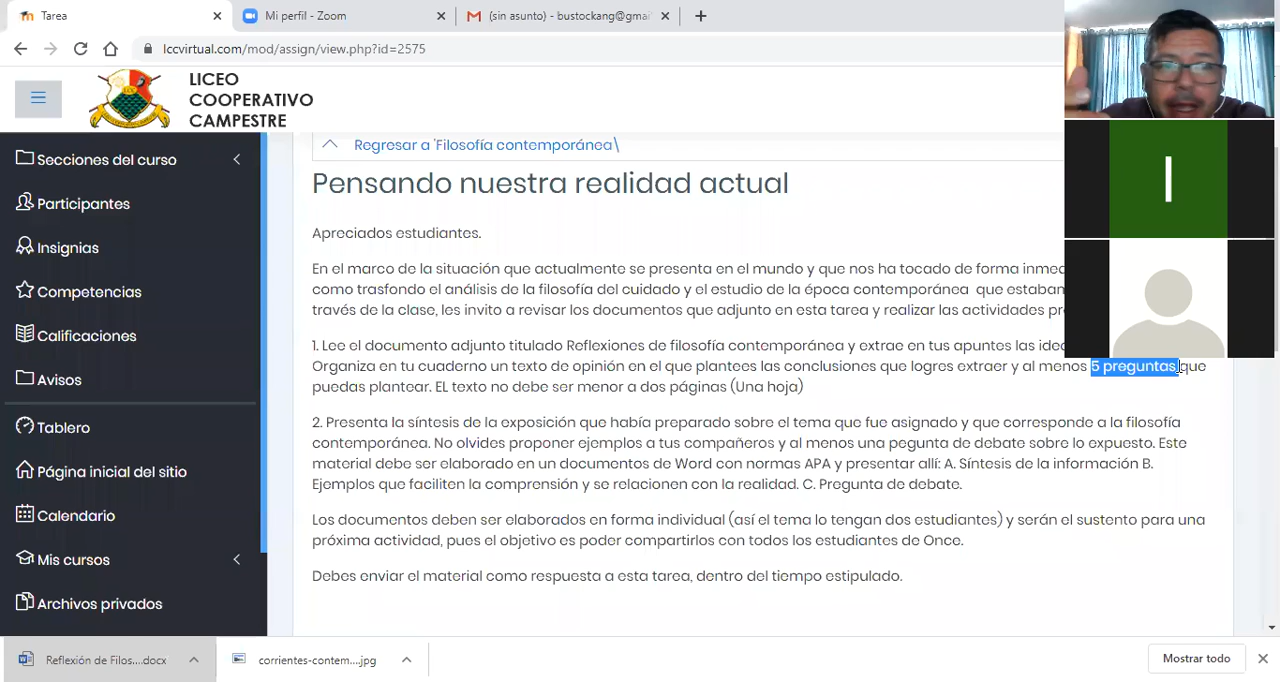 Tarea
Mi perfil - Zoom
(sin asunto) - bustockang@gmai
lccvirtual.com/mod/assign/view.php?id=2575
LICEO
COOPERATIVO
CAMPESTRE
Secciones del curso
Participantes
Insignias
Competencias
Calificaciones
Avisos
Tablero
Página inicial del sitio
Calendario
Mis cursos
Archivos privados
Regresar a 'Filosofía contemporánea\
Pensando nuestra realidad actual
Apreciados estudiantes.
En el marco de la situación que actualmente se presenta en el mundo y que nos ha tocado de forma inmed
como trasfondo el análisis de la filosofía del cuidado y el estudio de la época contemporánea que estaban
través de la clase, les invito a revisar los documentos que adjunto en esta tarea y realizar las actividades pr
1. Lee el documento adjunto titulado Reflexiones de filosofía contemporánea y extrae en tus apuntes las idea
Organiza en tu cuaderno un texto de opinión en el que plantees las conclusiones que logres extraer y al menos 5 preguntas que
puedas plantear. EL texto no debe ser menor a dos páginas (Una hoja)
2. Presenta la síntesis de la exposición que había preparado sobre el tema que fue asignado y que corresponde a la filosofía
contemporánea. No olvides proponer ejemplos a tus compañeros y al menos una pegunta de debate sobre lo expuesto. Este
material debe ser elaborado en un documentos de Word con normas APA y presentar allí: A. Síntesis de la información B.
Ejemplos que faciliten la comprensión y se relacionen con la realidad. C. Pregunta de debate.
Los documentos deben ser elaborados en forma individual (así el tema lo tengan dos estudiantes) y serán el sustento para una
próxima actividad, pues el objetivo es poder compartirlos con todos los estudiantes de Once.
Debes enviar el material como respuesta a esta tarea, dentro del tiempo estipulado.
I
Reflexión de Filos....docx
corrientes-contem....jpg
Mostrar todo